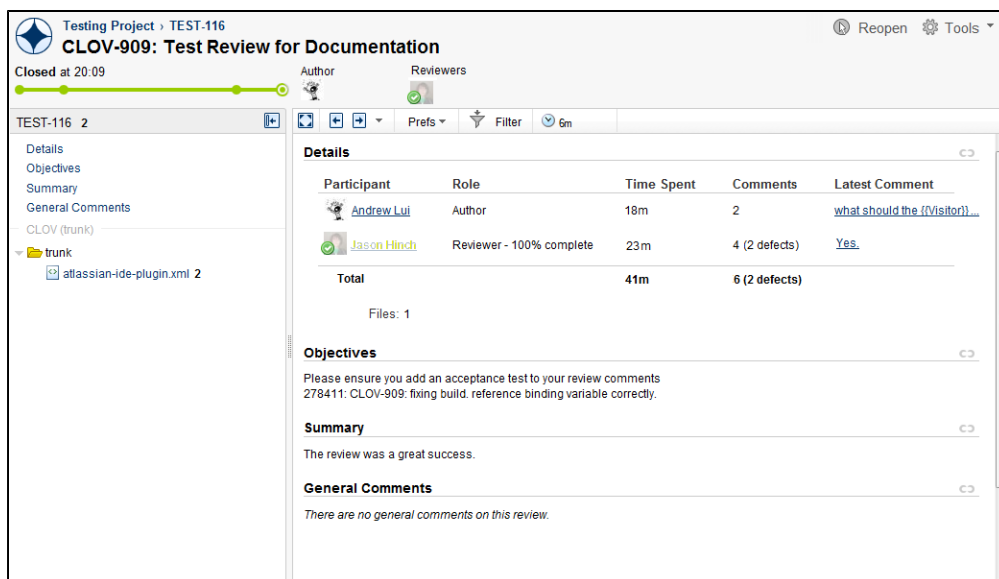 Testing Project › TEST-116
CLOV-909: Test Review for Documentation
Reopen Tools
Closed at 20:09
Author Reviewers
TEST-116 2
Prefs Filter 6m
Details
Objectives
Summary
General Comments
CLOV (trunk)
trunk
atlassian-ide-plugin.xml 2
Details
Participant Role Time Spent Comments Latest Comment
Andrew Lui Author 18m 2 what should the {{Visitor}} ...
Jason Hinch Reviewer - 100% complete 23m 4 (2 defects) Yes.
Total 41m 6 (2 defects)
Files: 1
Objectives
Please ensure you add an acceptance test to your review comments
278411: CLOV-909: fixing build. reference binding variable correctly.
Summary
The review was a great success.
General Comments
There are no general comments on this review.